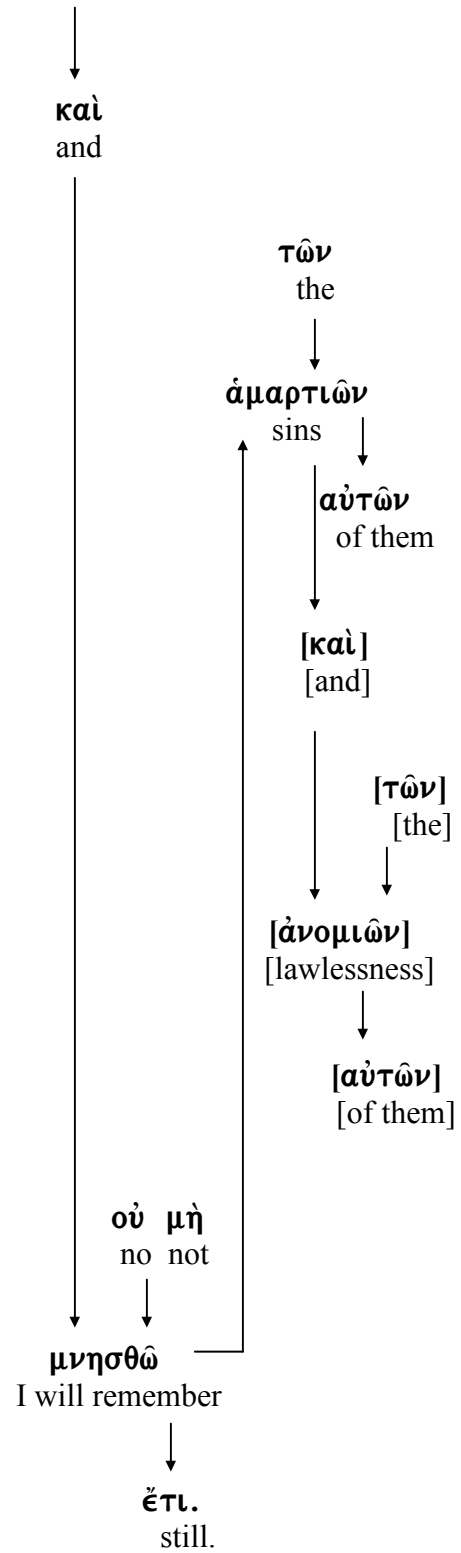 καὶ
and
τῶν
the
ἁμαρτιῶν
sins
αὐτῶν
of them
[καὶ]
[and]
[τῶν]
[the]
[ἀνομιῶν]
[lawlessness]
[αὐτῶν]
[of them]
οὐ μὴ
no not
μνησθῶ
I will remember
ἔτι.
still.